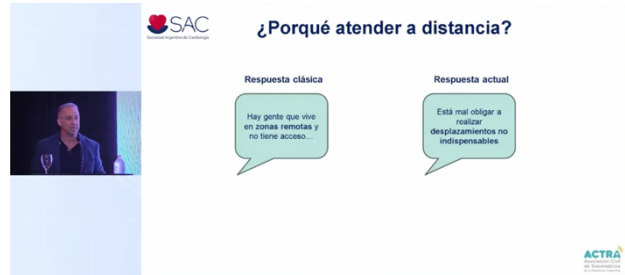 SAC
Sociedad Argentina de Cardiología
¿Porqué atender a distancia?
Respuesta clásica
Hay gente que vive
en zonas remotas y
no tiene acceso...
Respuesta actual
Está mal obligar a
realizar
desplazamientos no
indispensables
ACTRA
Asociación Civil
de Telemedicina